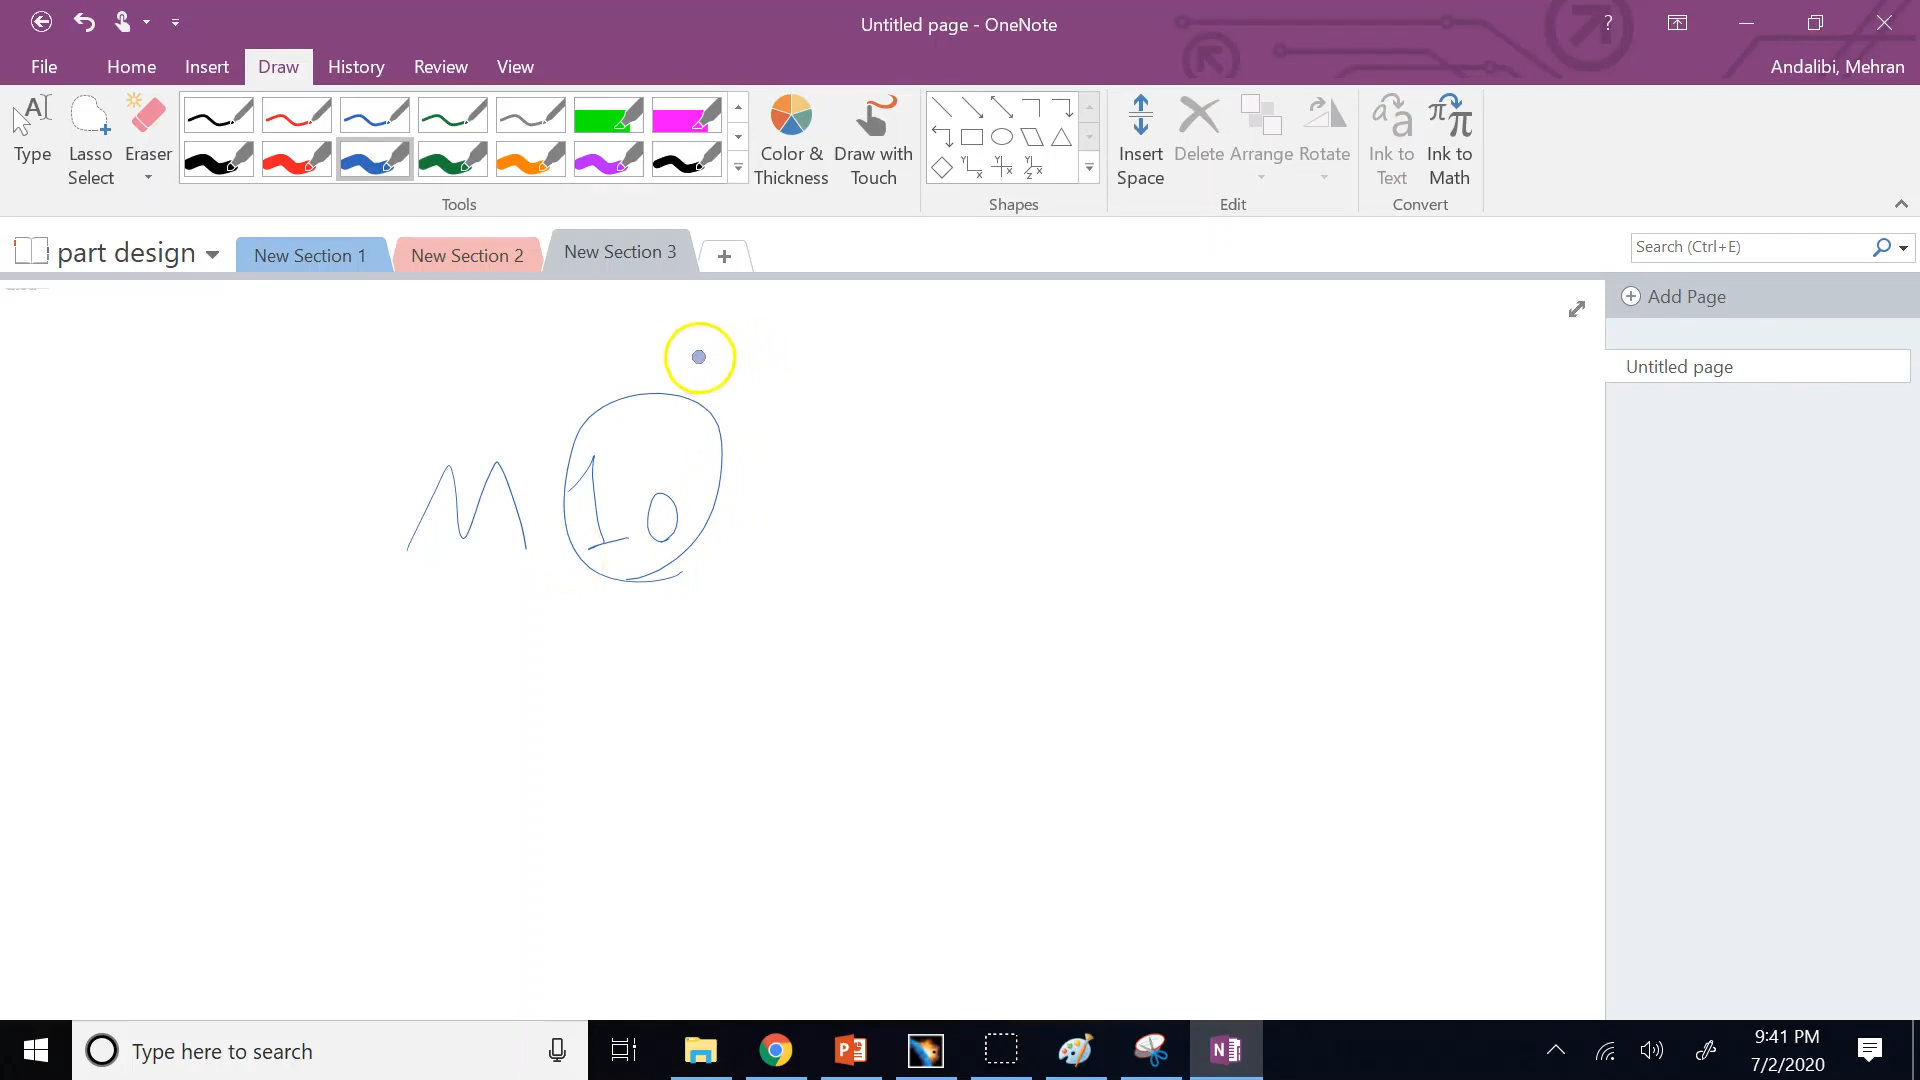 Untitled page - OneNote
?
File Home Insert Draw History Review View
Andalibi, Mehran
Type
Lasso Select
Eraser
Color & Thickness
Draw with Touch
Insert Space
Delete
Arrange
Rotate
Ink to Text
Ink to Math
Tools
Shapes
Edit
Convert
part design
New Section 1
New Section 2
New Section 3
Search (Ctrl+E)
Add Page
Untitled page
M 10
Type here to search
9:41 PM
7/2/2020